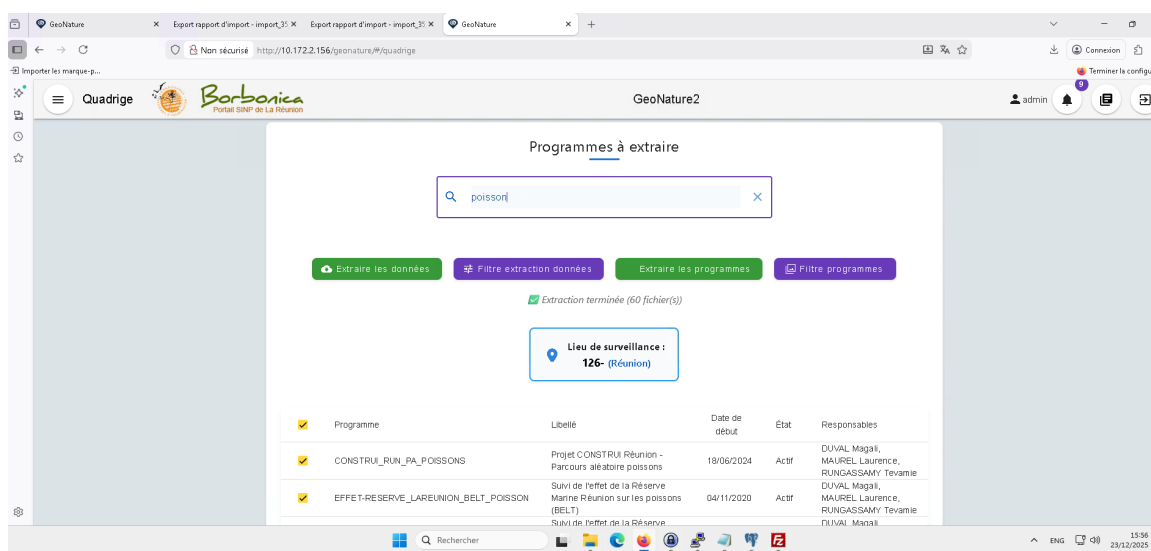 GeoNature
Export rapport d'import - import_35
Export rapport d'import - import_35
GeoNature
Non sécurisé
http://10.172.2.156/geonature/#/quadrige
Connexion
Importer les marque-p...
Terminer la configu
Quadrige
Borbonica
Portail SINP de La Réunion
GeoNature2
admin
9
Programmes à extraire
poisson
Extraire les données
Filtre extraction données
Extraire les programmes
Filtre programmes
Extraction terminée (60 fichier(s))
Lieu de surveillance :
126- (Réunion)
Programme
Libellé
Date de
début
État
Responsables
CONSTRUI_RUN_PA_POISSONS
Projet CONSTRUI Réunion -
Parcours aléatoire poissons
18/06/2024
Actif
DUVAL Magali,
MAUREL Laurence,
RUNGASSAMY Tevamie
EFFET-RESERVE_LAREUNION_BELT_POISSON
Suivi de l'effet de la Réserve
Marine Réunion sur les poissons
(BELT)
04/11/2020
Actif
DUVAL Magali,
MAUREL Laurence,
RUNGASSAMY Tevamie
Suivi de l'effet de la Réserve
DUVAL Magali
Rechercher
ENG
15:56
23/12/2025